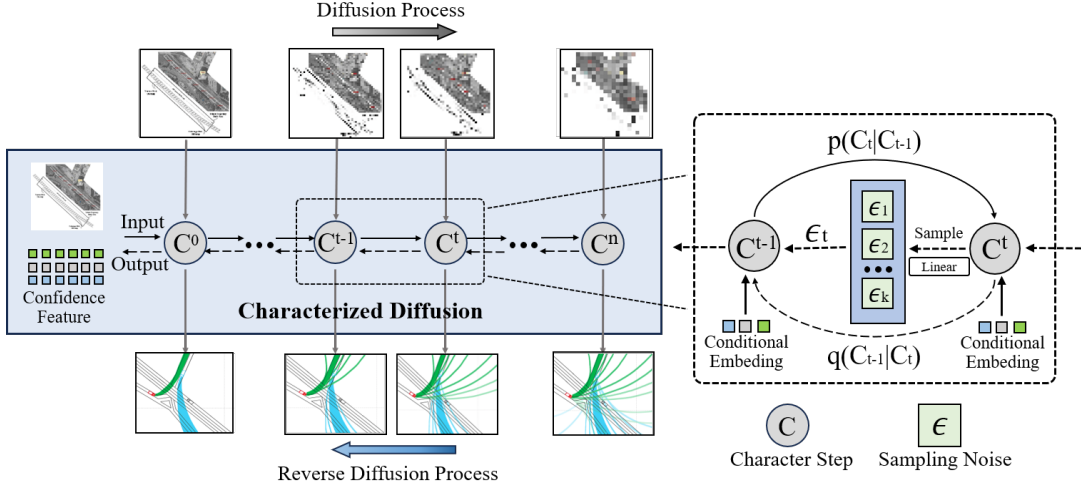 Diffusion Process
Input
Output
Confidence
Feature
C0
Ct-1
Ct
Cn
Characterized Diffusion
Reverse Diffusion Process
p(Ct|Ct-1)
Ct-1
ϵt
ϵ1
ϵ2
ϵk
Sample
Linear
Ct
Conditional
Embeding
q(Ct-1|Ct)
Conditional
Embeding
C
Character Step
ϵ
Sampling Noise